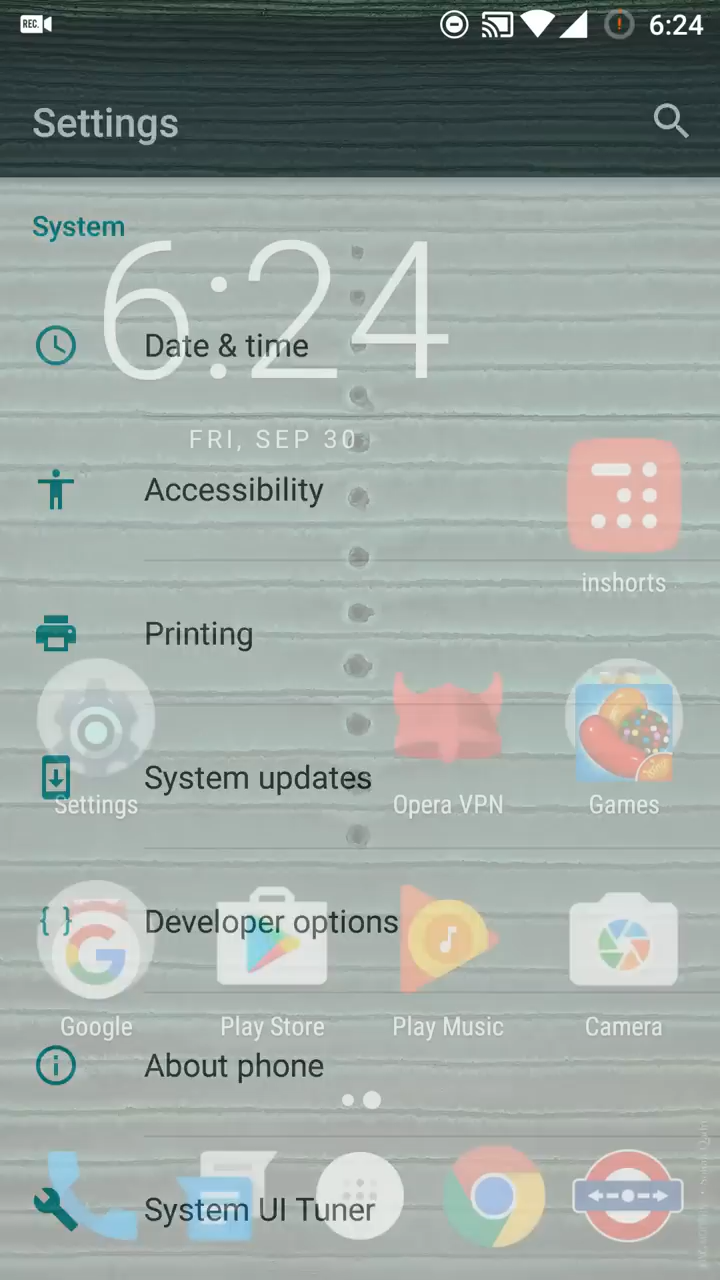 REC.
6:24
Settings
System
6:24
Date & time
FRI, SEP 30
Accessibility
inshorts
Printing
System updates
Settings
Opera VPN
Games
Developer options
Google
Play Store
Play Music
Camera
About phone
System UI Tuner